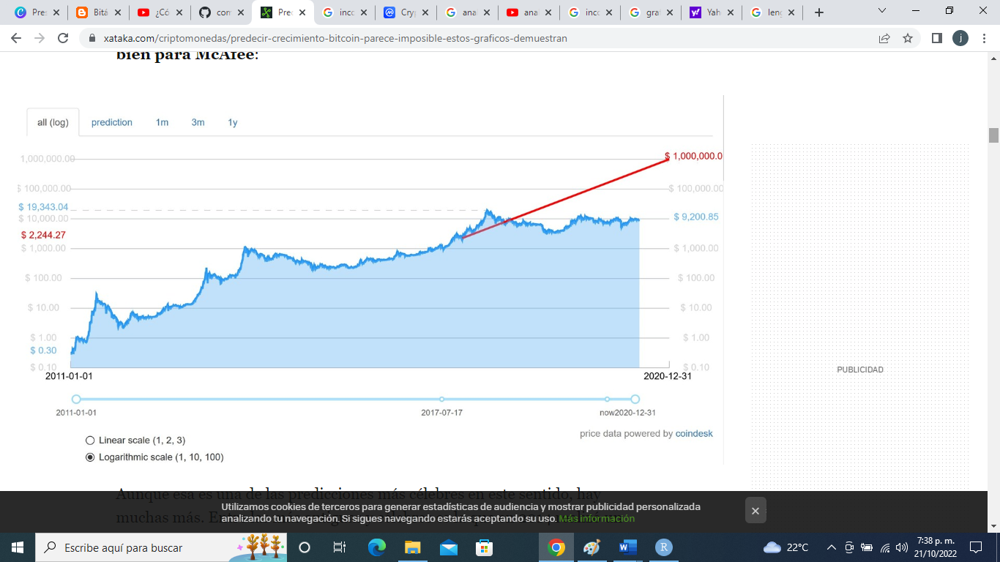 Pres
Bitá
¿Có
com
Prec
inco
Cryp
ana
anal
inco
graf
Yah
leng
xataka.com/criptomonedas/predecir-crecimiento-bitcoin-parece-imposible-estos-graficos-demuestran
j
bien para McAfee:
all (log) prediction 1m 3m 1y
1,000,000.00 $ 1,000,000.0
$ 100,000.00 $ 100,000.00
$ 19,343.04
$ 10,000.00 $ 9,200.85
$ 2,244.27
$ 1,000.00 $ 1,000.00
$ 100.00 $ 100.00
$ 10.00 $ 10.00
$ 1.00 $ 1.00
$ 0.30
$ 0.10 $ 0.10
2011-01-01 2020-12-31
2011-01-01 2017-07-17 now2020-12-31
price data powered by coindesk
Linear scale (1, 2, 3)
Logarithmic scale (1, 10, 100)
PUBLICIDAD
Aunque esa es una de las predicciones más célebres en este sentido, hay
muchas más.
Utilizamos cookies de terceros para generar estadísticas de audiencia y mostrar publicidad personalizada
analizando tu navegación. Si sigues navegando estarás aceptando su uso. Más información
Escribe aquí para buscar
22°C
7:38 p. m.
21/10/2022